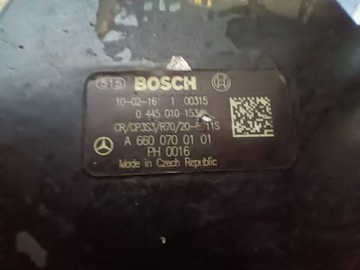 BOSCH
10-02-16 1 00315
0 445 010 153
CR/CP3S3/R70/20-8911S
A 660 070 01 01
PH 0016
Made in Czech Republic